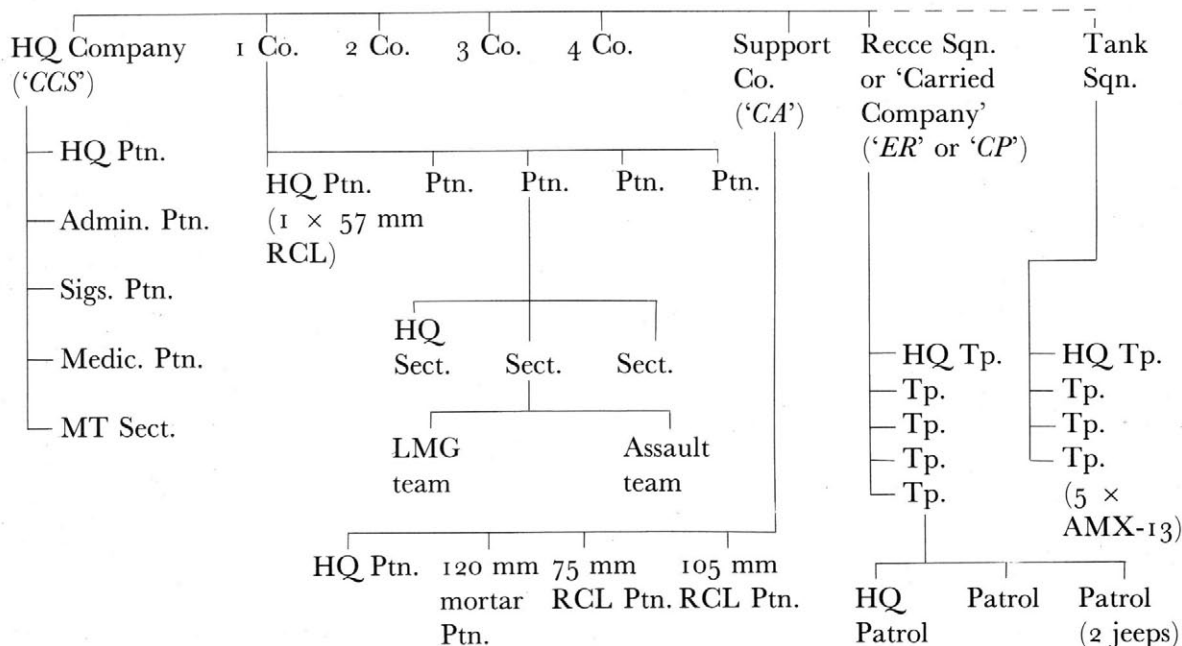 HQ Company
('CCS')
1 Co.
2 Co.
3 Co.
4 Co.
Support
Co.
('CA')
Recce Sqn.
or 'Carried
Company'
('ER' or 'CP')
Tank
Sqn.
HQ Ptn.
Admin. Ptn.
Sigs. Ptn.
Medic. Ptn.
MT Sect.
HQ Ptn.
(1 × 57 mm
RCL)
Ptn.
Ptn.
Ptn.
Ptn.
HQ
Sect.
Sect.
Sect.
LMG
team
Assault
team
HQ Ptn.
120 mm
mortar
Ptn.
75 mm
RCL Ptn.
105 mm
RCL Ptn.
HQ Tp.
Tp.
Tp.
Tp.
Tp.
HQ
Patrol
Patrol
Patrol
(2 jeeps)
HQ Tp.
Tp.
Tp.
Tp.
(5 ×
AMX-13)